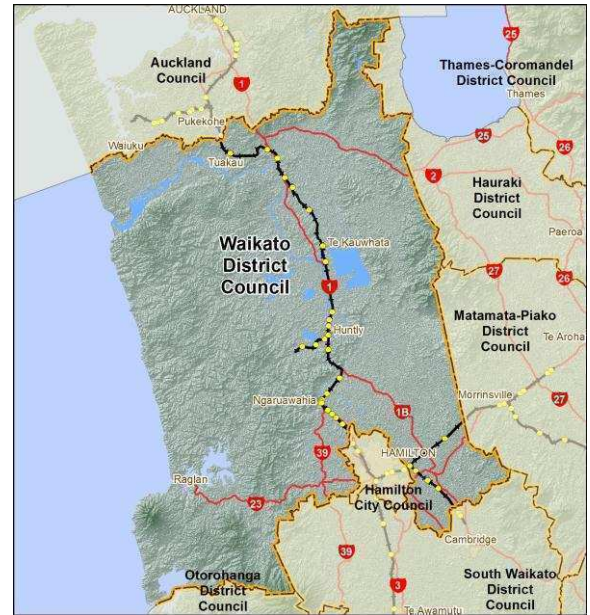 AUCKLAND
25
Auckland
Council
1
Thames-Coromandel
District Council
Thames
Pukekohe
Waiuku
Tuakau
25
26
2
Hauraki
District
Council
Paeroa
Waikato
District
Council
Te Kauwhata
27
26
1
Matamata-Piako
District
Council
Te Aroha
Huntly
Ngaruawahia
1B
Morrinsville
27
39
HAMILTON
Raglan
23
Hamilton
City Council
Cambridge
39
Otorohanga
District
Council
3
Te Awamutu
South Waikato
District
Council